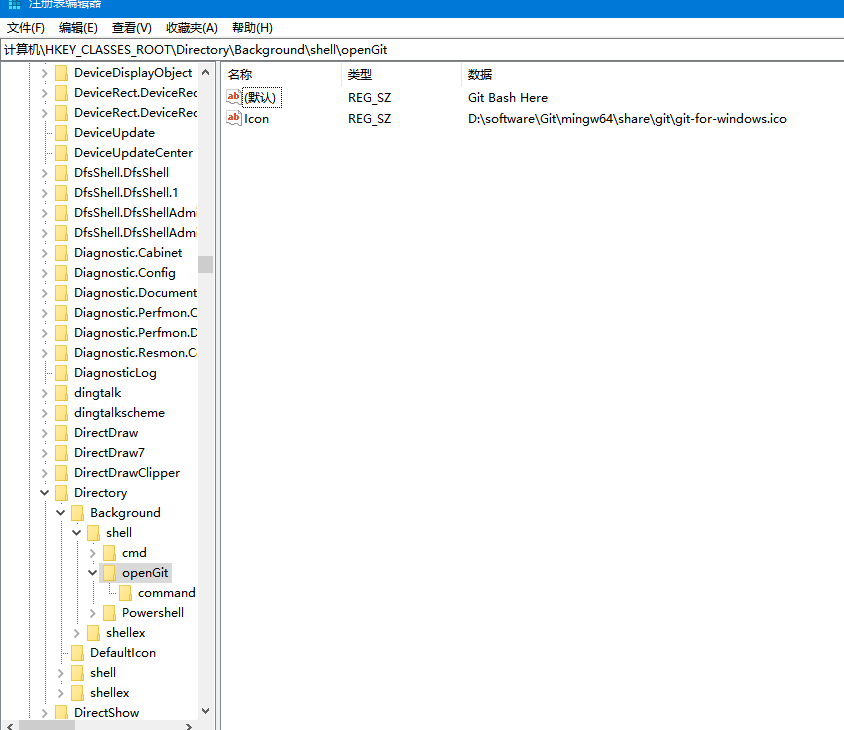 注册表编辑器
文件(F) 编辑(E) 查看(V) 收藏夹(A) 帮助(H)
计算机\HKEY_CLASSES_ROOT\Directory\Background\shell\openGit
DeviceDisplayObject
DeviceRect.DeviceRec
DeviceRect.DeviceRec
DeviceUpdate
DeviceUpdateCenter
DfsShell.DfsShell
DfsShell.DfsShell.1
DfsShell.DfsShellAdmi
DfsShell.DfsShellAdmi
Diagnostic.Cabinet
Diagnostic.Config
Diagnostic.Document
Diagnostic.Perfmon.C
Diagnostic.Perfmon.D
Diagnostic.Resmon.Co
DiagnosticLog
dingtalk
dingtalkscheme
DirectDraw
DirectDraw7
DirectDrawClipper
Directory
Background
shell
cmd
openGit
command
Powershell
shellex
DefaultIcon
shell
shellex
DirectShow
名称 类型 数据
(默认) REG_SZ Git Bash Here
Icon REG_SZ D:\software\Git\mingw64\share\git\git-for-windows.ico